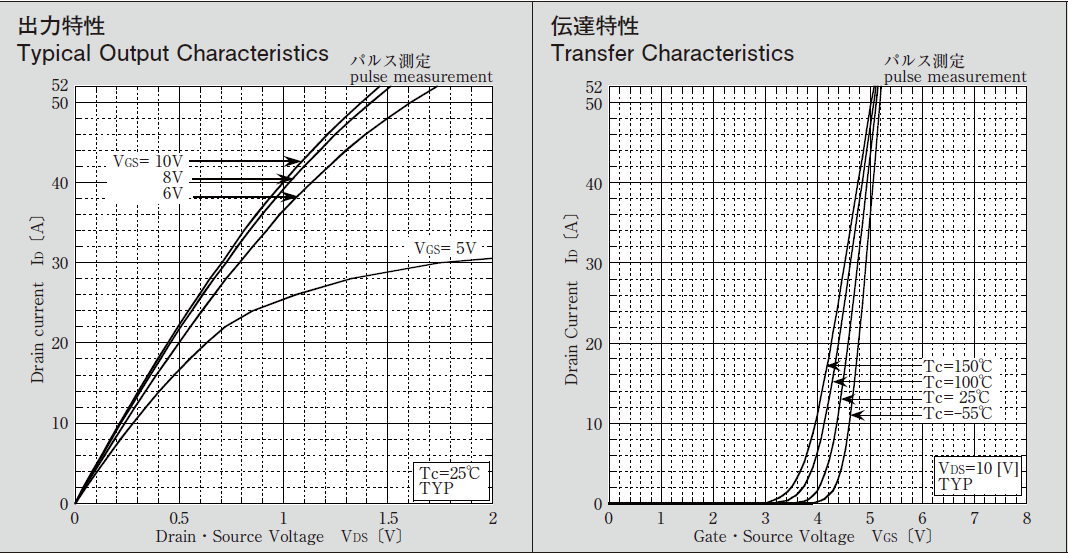 出力特性
Typical Output Characteristics
パルス測定
pulse measurement
52
50
40
30
20
10
0
Drain current ID〔A〕
VGS= 10V
8V
6V
VGS= 5V
Tc=25℃
TYP
0
0.5
1
1.5
2
Drain・Source Voltage VDS〔V〕
伝達特性
Transfer Characteristics
パルス測定
pulse measurement
52
50
40
30
20
10
0
Drain Current ID〔A〕
Tc=150℃
Tc=100℃
Tc= 25℃
Tc=−55℃
VDS=10 [V]
TYP
0
1
2
3
4
5
6
7
8
Gate・Source Voltage VGS〔V〕